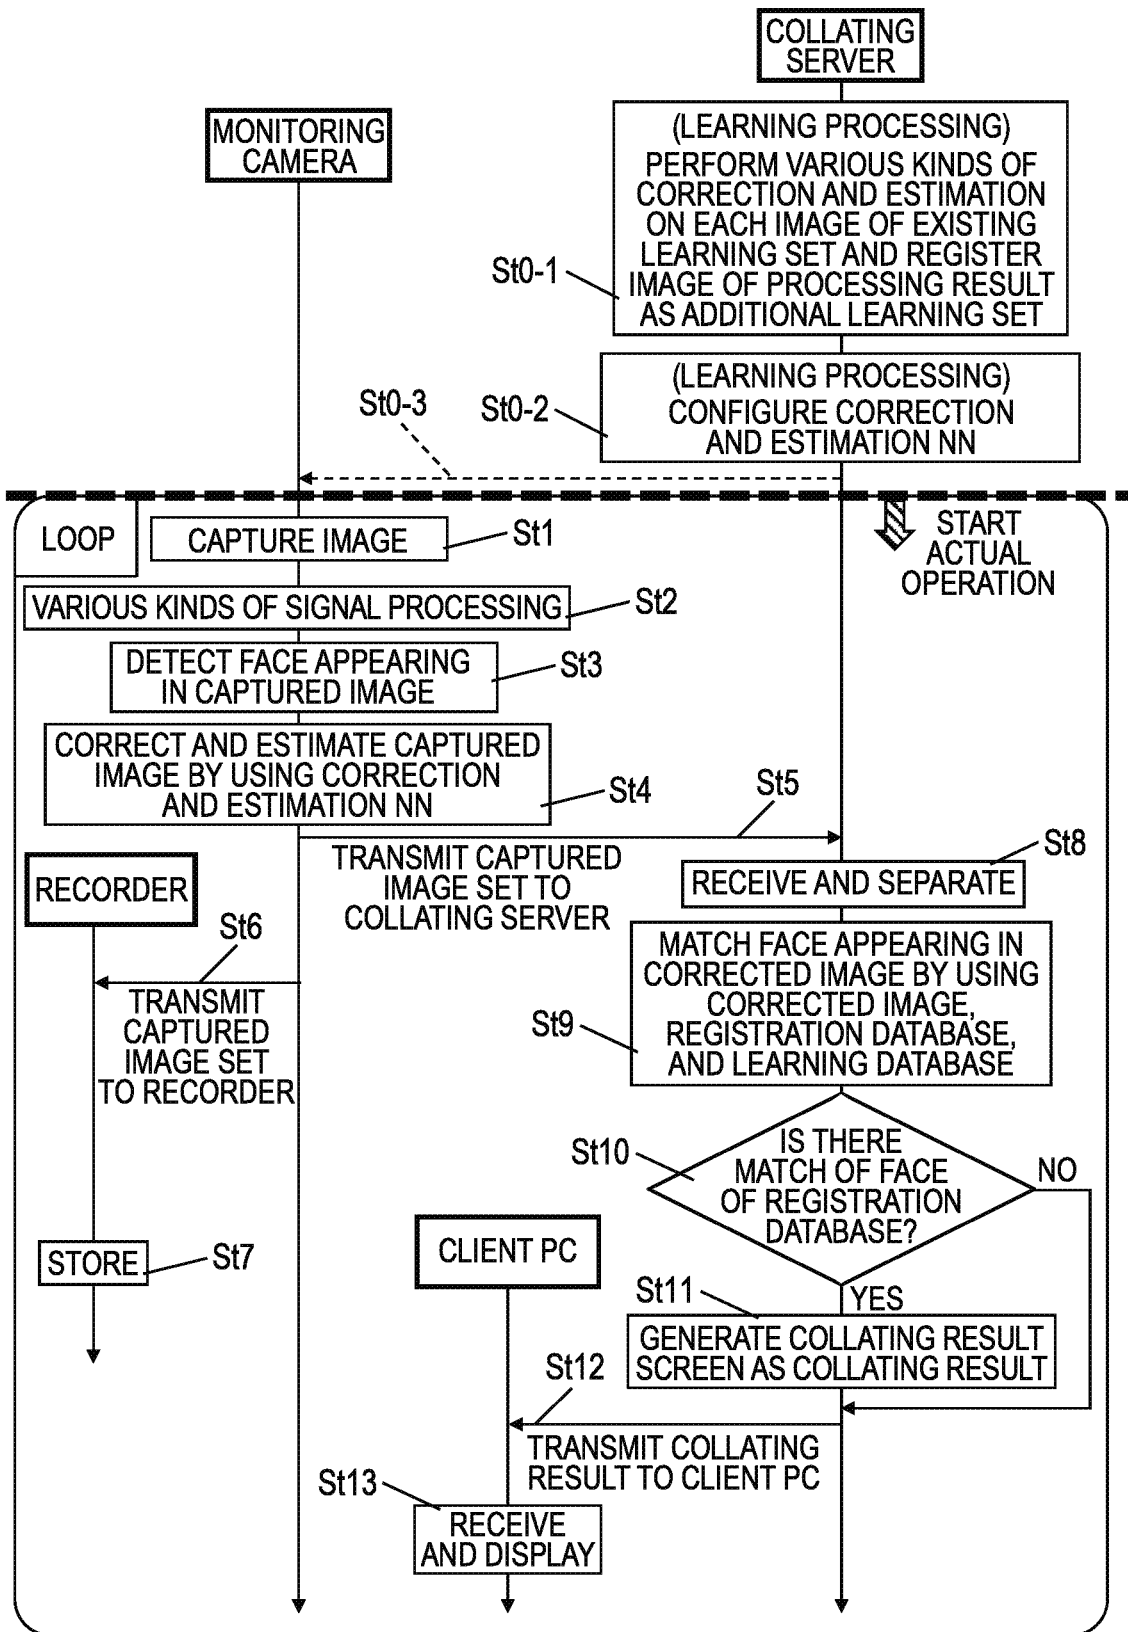 COLLATING
SERVER
MONITORING
CAMERA
(LEARNING PROCESSING)
PERFORM VARIOUS KINDS OF
CORRECTION AND ESTIMATION
ON EACH IMAGE OF EXISTING
LEARNING SET AND REGISTER
IMAGE OF PROCESSING RESULT
AS ADDITIONAL LEARNING SET
St0-1
(LEARNING PROCESSING)
CONFIGURE CORRECTION
AND ESTIMATION NN
St0-2
St0-3
LOOP
CAPTURE IMAGE
St1
START
ACTUAL
OPERATION
VARIOUS KINDS OF SIGNAL PROCESSING
St2
DETECT FACE APPEARING
IN CAPTURED IMAGE
St3
CORRECT AND ESTIMATE CAPTURED
IMAGE BY USING CORRECTION
AND ESTIMATION NN
St4
St5
TRANSMIT CAPTURED
IMAGE SET TO
COLLATING SERVER
St8
RECEIVE AND SEPARATE
RECORDER
St6
TRANSMIT
CAPTURED
IMAGE SET
TO RECORDER
MATCH FACE APPEARING IN
CORRECTED IMAGE BY USING
CORRECTED IMAGE,
REGISTRATION DATABASE,
AND LEARNING DATABASE
St9
IS THERE
MATCH OF FACE
OF REGISTRATION
DATABASE?
St10
NO
YES
STORE
St7
CLIENT PC
St11
GENERATE COLLATING RESULT
SCREEN AS COLLATING RESULT
St12
TRANSMIT COLLATING
RESULT TO CLIENT PC
St13
RECEIVE
AND DISPLAY